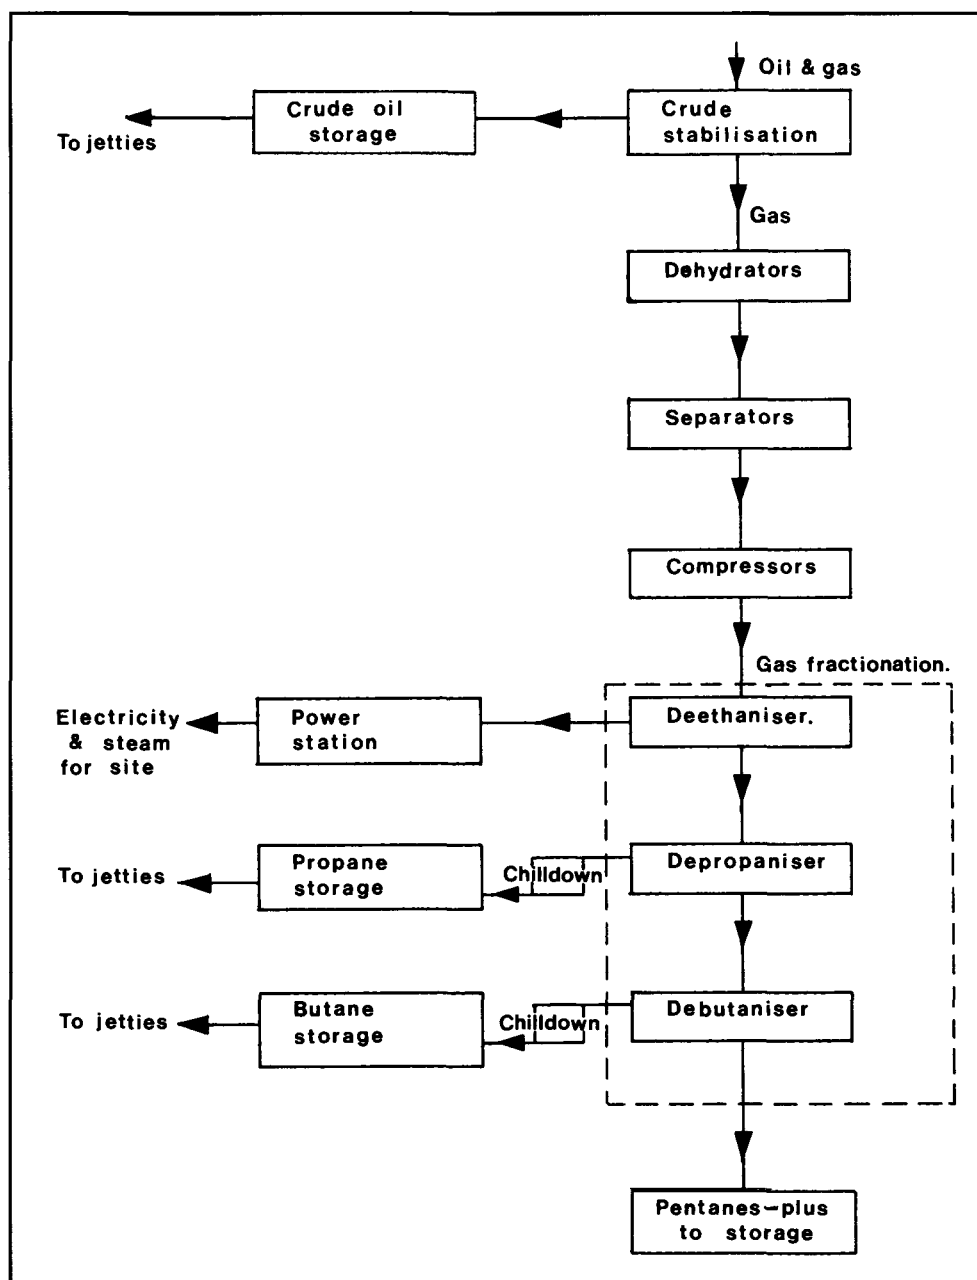 Oil & gas
Crude oil
storage
Crude
stabilisation
To jetties
Gas
Dehydrators
Separators
Compressors
Gas fractionation.
Electricity
& steam
for site
Power
station
Deethaniser.
To jetties
Propane
storage
Chilldown
Depropaniser
To jetties
Butane
storage
Chilldown
Debutaniser
Pentanes-plus
to storage